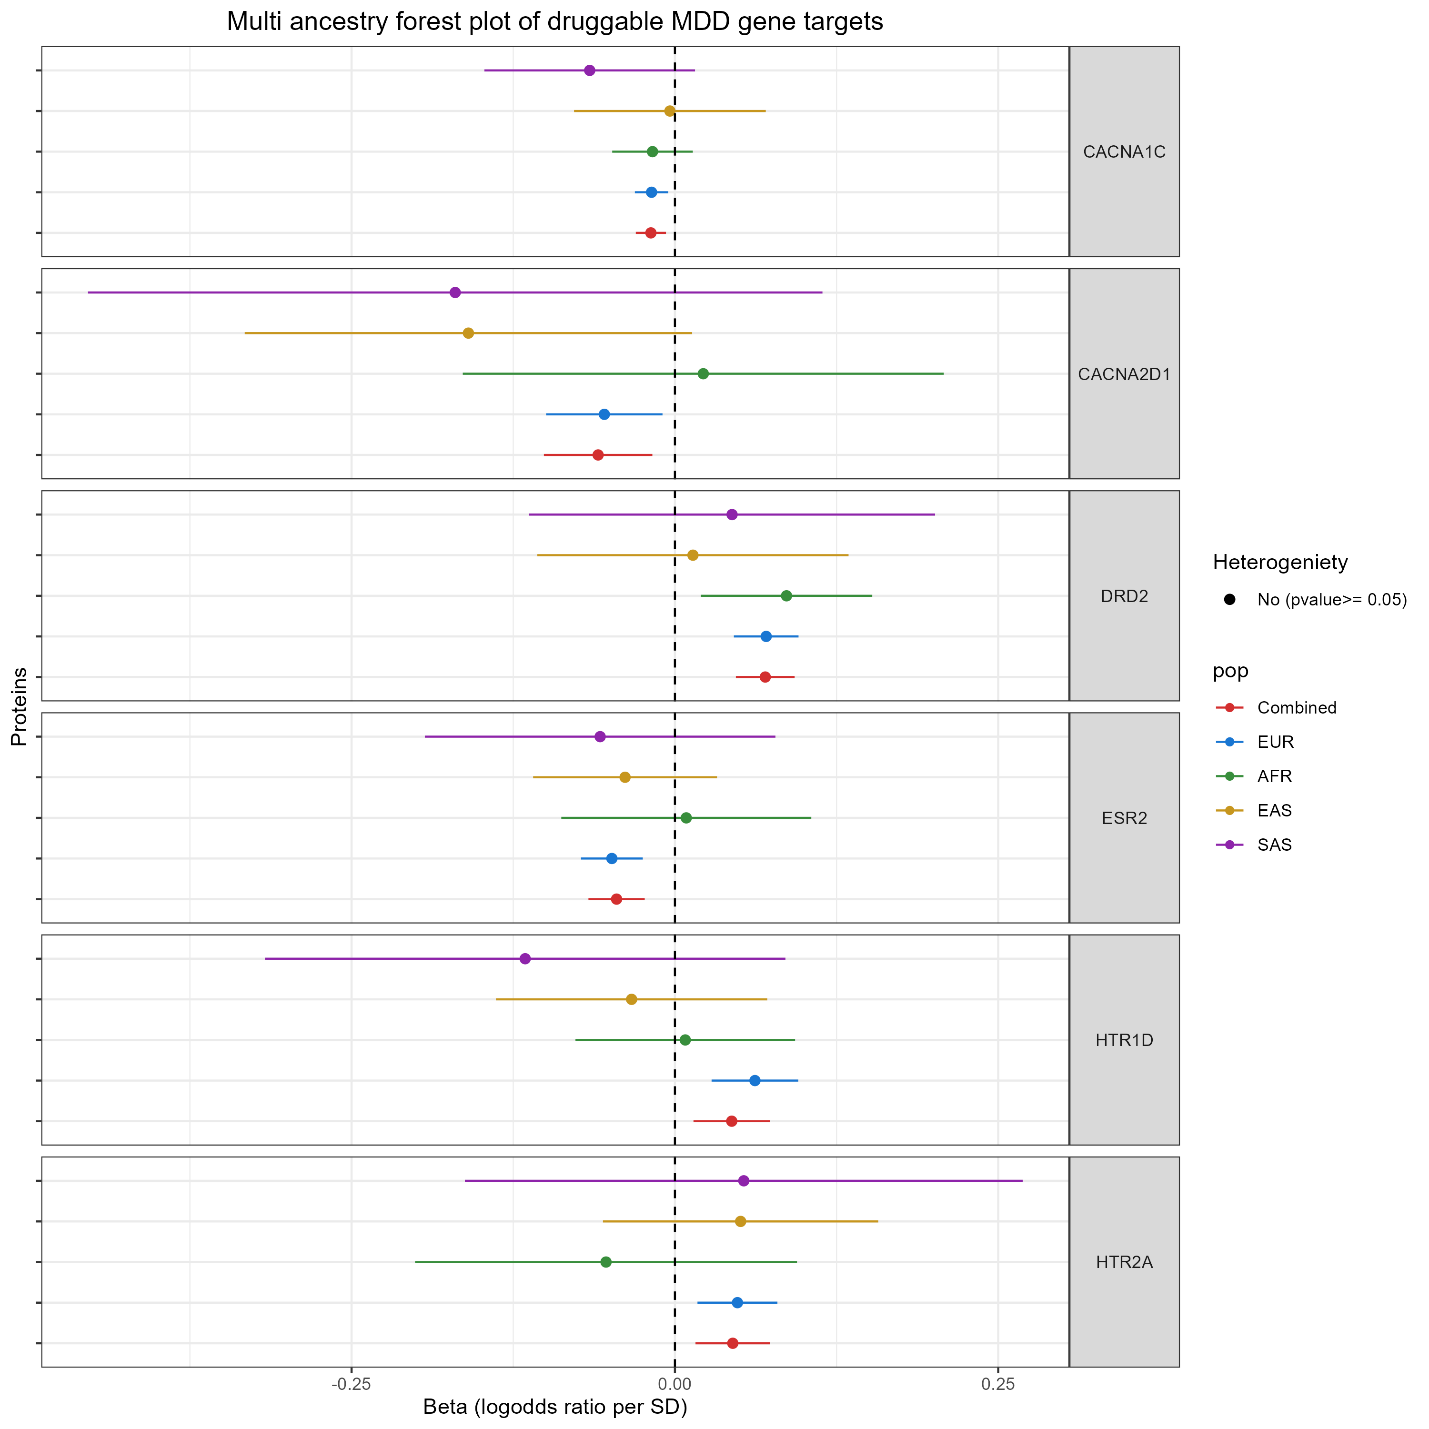 Multi ancestry forest plot of druggable MDD gene targets
CACNA1C
CACNA2D1
DRD2
ESR2
HTR1D
HTR2A
Proteins
-0.25 0.00 0.25
Beta (logodds ratio per SD)
Heterogeniety
No (pvalue>= 0.05)
pop
Combined
EUR
AFR
EAS
SAS